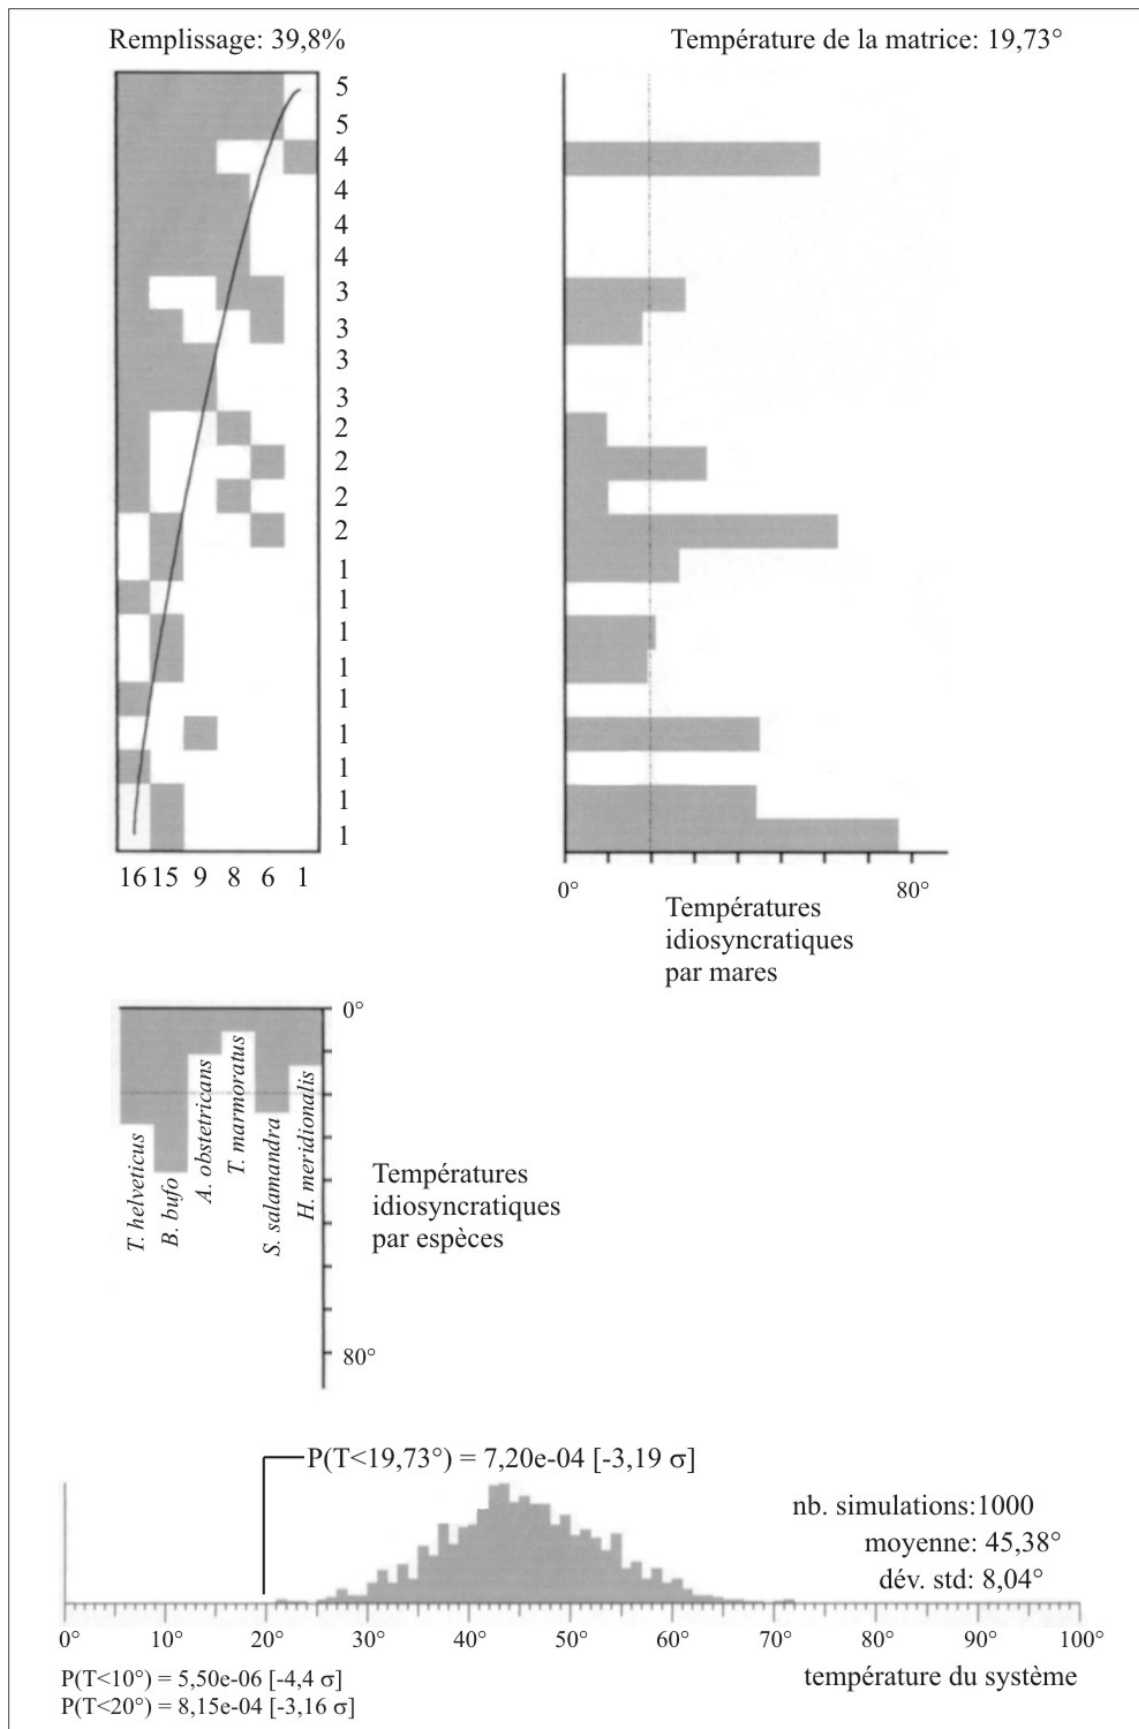 Remplissage: 39,8%
Température de la matrice: 19,73°
5
5
4
4
4
4
3
3
3
3
2
2
2
2
1
1
1
1
1
1
1
1
1
16 15 9 8 6 1
0° 80°
Températures
idiosyncratiques
par mares
0°
T. helveticus
B. bufo
A. obstetricans
T. marmoratus
S. salamandra
H. meridionalis
Températures
idiosyncratiques
par espèces
80°
P(T<19,73°) = 7,20e-04 [-3,19 σ]
nb. simulations:1000
moyenne: 45,38°
dév. std: 8,04°
0° 10° 20° 30° 40° 50° 60° 70° 80° 90° 100°
P(T<10°) = 5,50e-06 [-4,4 σ]
P(T<20°) = 8,15e-04 [-3,16 σ]
température du système